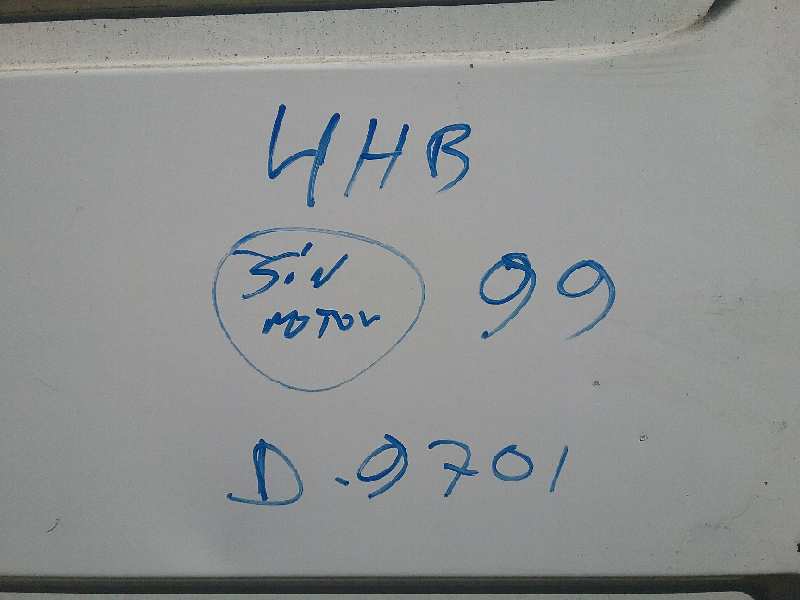 4HB
Sin
MOTOR
99
D.9701